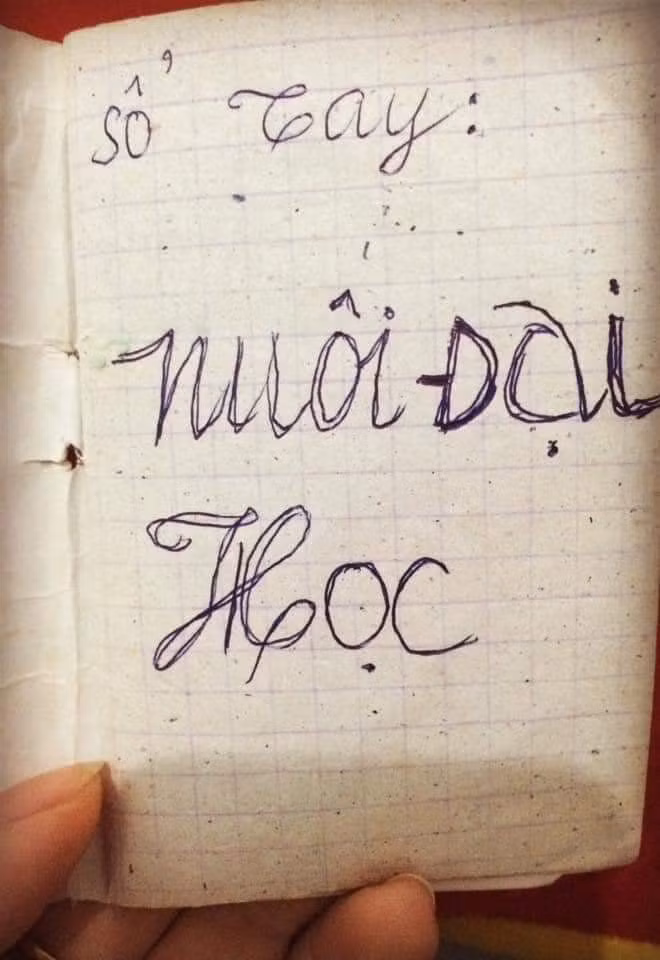 Sổ Tay:
Nuôi Đại
Học